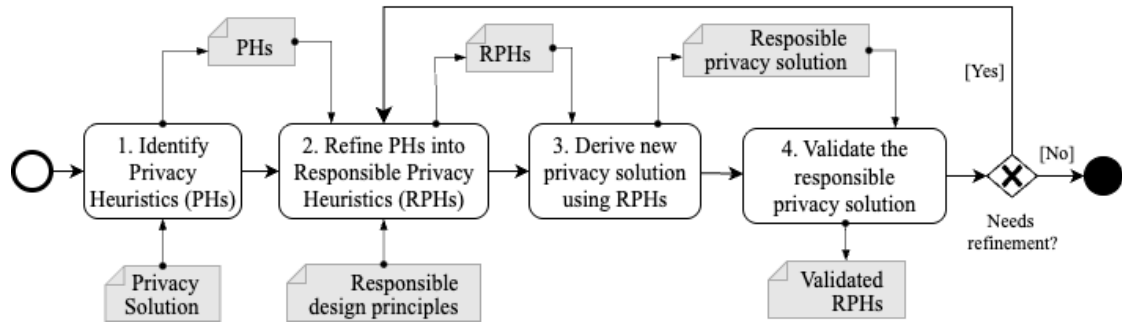 PHs
RPHs
Resposible
privacy solution
[Yes]
1. Identify
Privacy
Heuristics (PHs)
2. Refine PHs into
Responsible Privacy
Heuristics (RPHs)
3. Derive new
privacy solution
using RPHs
4. Validate the
responsible
privacy solution
[No]
Needs
refinement?
Privacy
Solution
Responsible
design principles
Validated
RPHs